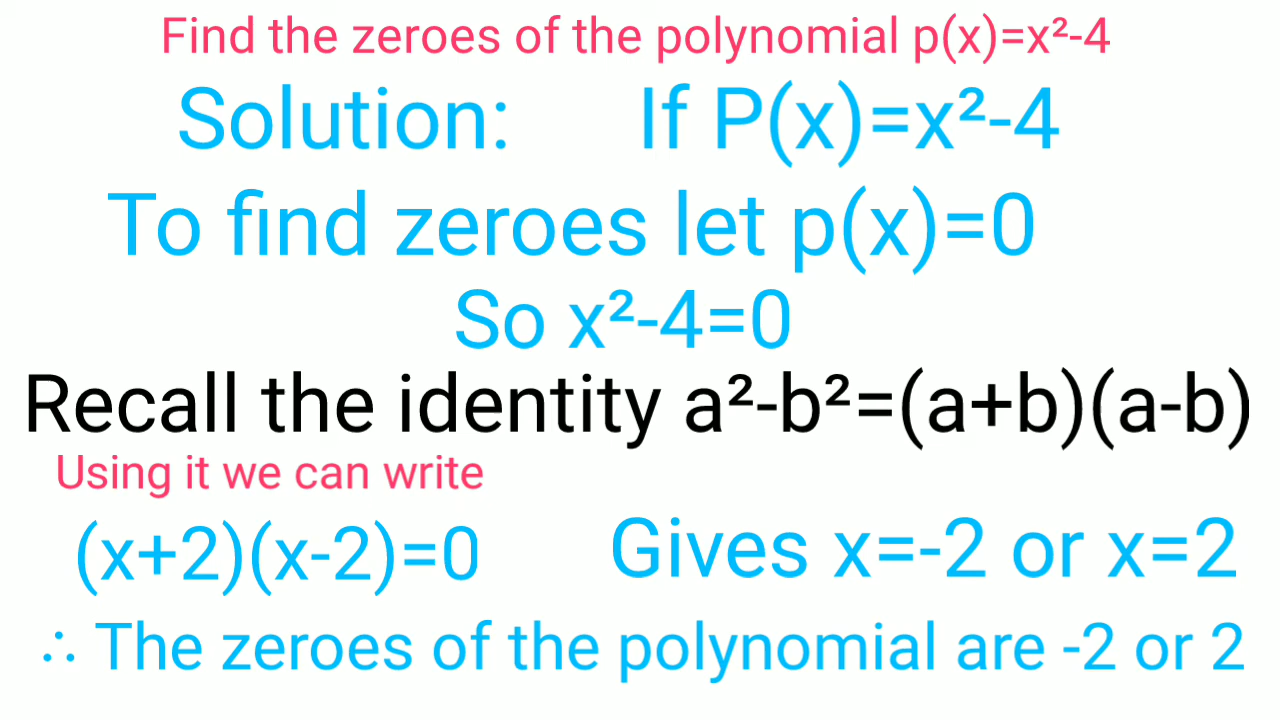 Find the zeroes of the polynomial p(x)=x²-4
Solution: If P(x)=x²-4
To find zeroes let p(x)=0
So x²-4=0
Recall the identity a²-b²=(a+b)(a-b)
Using it we can write
(x+2)(x-2)=0 Gives x=-2 or x=2
∴ The zeroes of the polynomial are -2 or 2